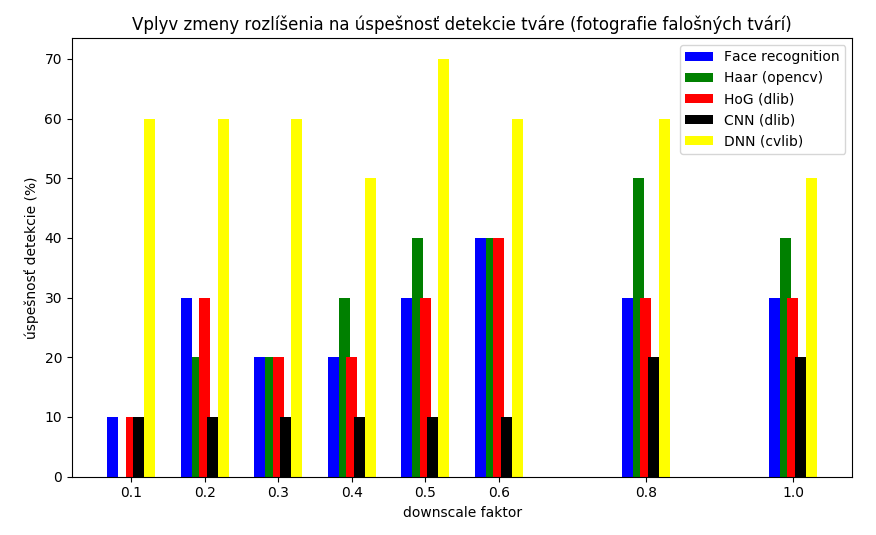 Vplyv zmeny rozlíšenia na úspešnosť detekcie tváre (fotografie falošných tvárí)
Face recognition
Haar (opencv)
HoG (dlib)
CNN (dlib)
DNN (cvlib)
úspešnosť detekcie (%)
70
60
50
40
30
20
10
0
0.1 0.2 0.3 0.4 0.5 0.6 0.8 1.0
downscale faktor